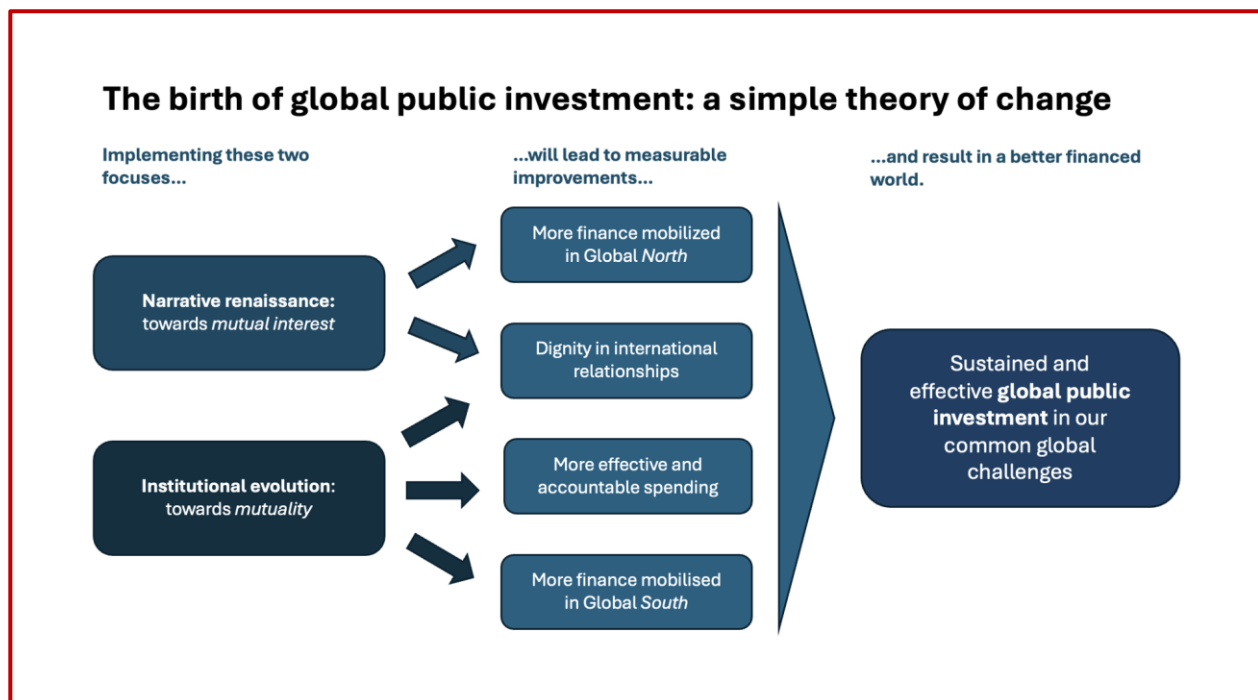 The birth of global public investment: a simple theory of change
Implementing these two
focuses...
...will lead to measurable
improvements...
...and result in a better financed
world.
Narrative renaissance:
towards mutual interest
Institutional evolution:
towards mutuality
More finance mobilized
in Global North
Dignity in international
relationships
More effective and
accountable spending
More finance mobilised
in Global South
Sustained and
effective global public
investment in our
common global
challenges